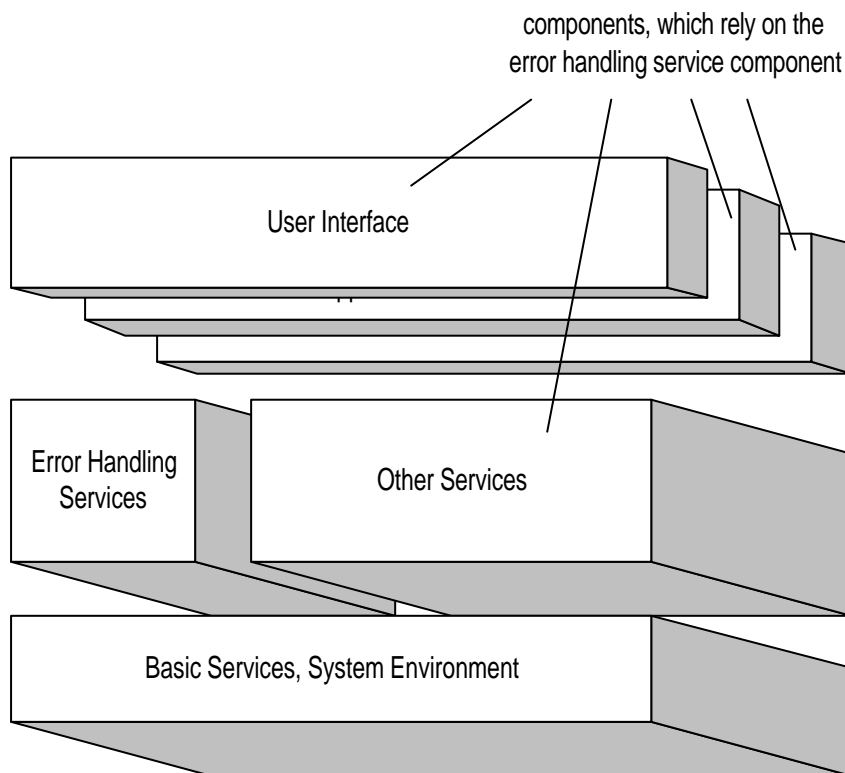 components, which rely on the
error handling service component
User Interface
Error Handling
Services
Other Services
Basic Services, System Environment